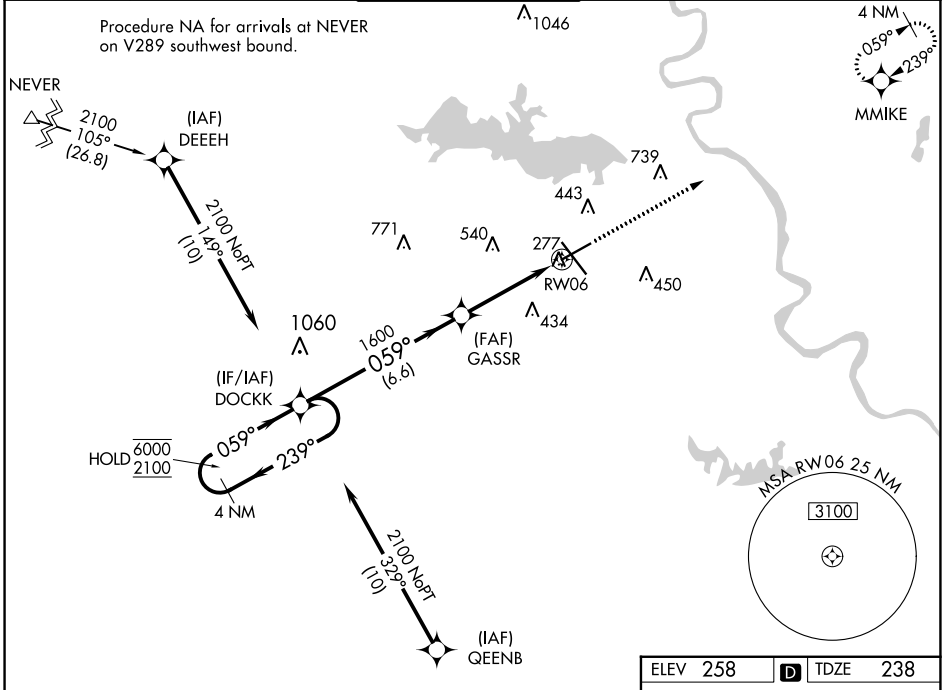 Procedure NA for arrivals at NEVER
on V289 southwest bound.
1046
4 NM
059°
239°
MMIKE
NEVER
2100
105°
(26.8)
(IAF)
DEEEH
2100 NoPT
149°
(10)
739
443
771
540
277
RW06
450
434
1060
1600
059°
(6.6)
(FAF)
GASSR
(IF/IAF)
DOCKK
HOLD 6000
2100
059°
239°
4 NM
2100 NoPT
329°
(10)
(IAF)
QEENB
MSA RW06 25 NM
3100
ELEV 258 D TDZE 238